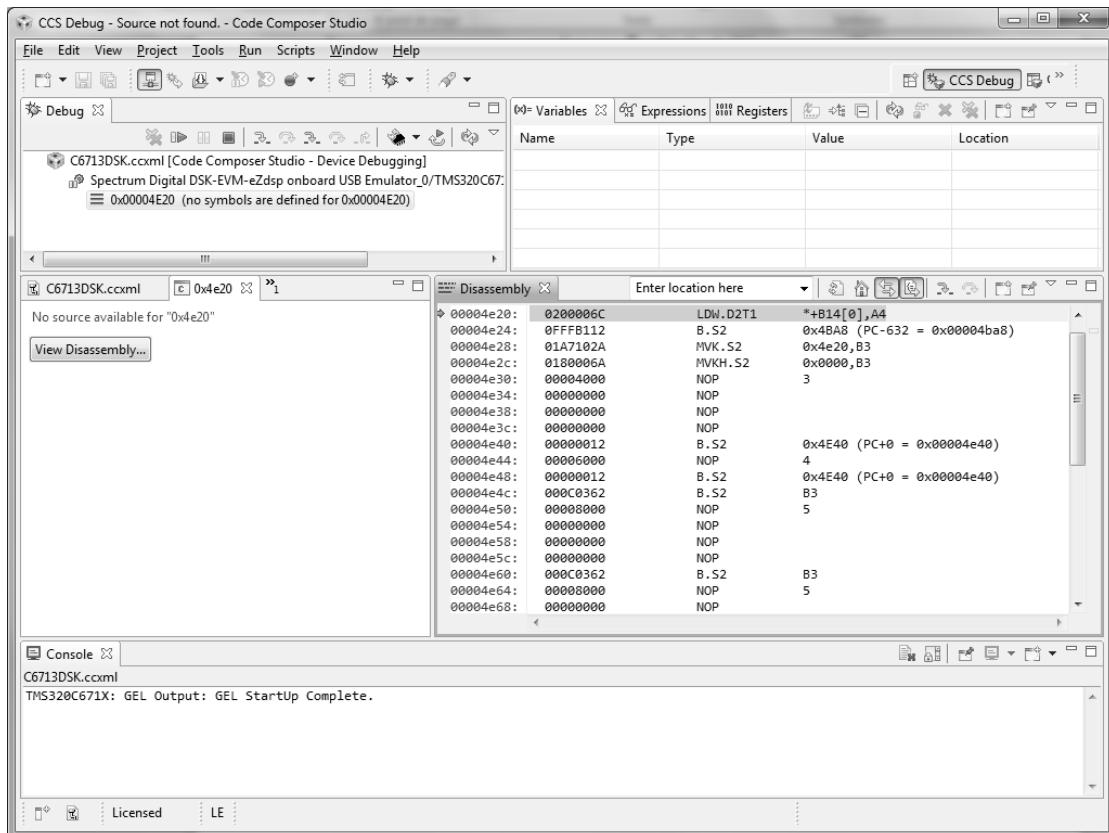 CCS Debug - Source not found. - Code Composer Studio
File Edit View Project Tools Run Scripts Window Help
CCS Debug
Debug
C6713DSK.ccxml [Code Composer Studio - Device Debugging]
Spectrum Digital DSK-EVM-eZdsp onboard USB Emulator_0/TMS320C67:
0x00004E20 (no symbols are defined for 0x00004E20)
(x)= Variables Expressions 1010 0101 Registers
Name Type Value Location
C6713DSK.ccxml 0x4e20 »1
No source available for "0x4e20"
View Disassembly...
Disassembly Enter location here
00004e20: 0200006C LDW.D2T1 *+B14[0],A4
00004e24: 0FFFB112 B.S2 0x4BA8 (PC-632 = 0x00004ba8)
00004e28: 01A7102A MVK.S2 0x4e20,B3
00004e2c: 0180006A MVKH.S2 0x0000,B3
00004e30: 00004000 NOP 3
00004e34: 00000000 NOP
00004e38: 00000000 NOP
00004e3c: 00000000 NOP
00004e40: 00000012 B.S2 0x4E40 (PC+0 = 0x00004e40)
00004e44: 00006000 NOP 4
00004e48: 00000012 B.S2 0x4E40 (PC+0 = 0x00004e40)
00004e4c: 000C0362 B.S2 B3
00004e50: 00008000 NOP 5
00004e54: 00000000 NOP
00004e58: 00000000 NOP
00004e5c: 00000000 NOP
00004e60: 000C0362 B.S2 B3
00004e64: 00008000 NOP 5
00004e68: 00000000 NOP
Console
C6713DSK.ccxml
TMS320C671X: GEL Output: GEL StartUp Complete.
Licensed LE